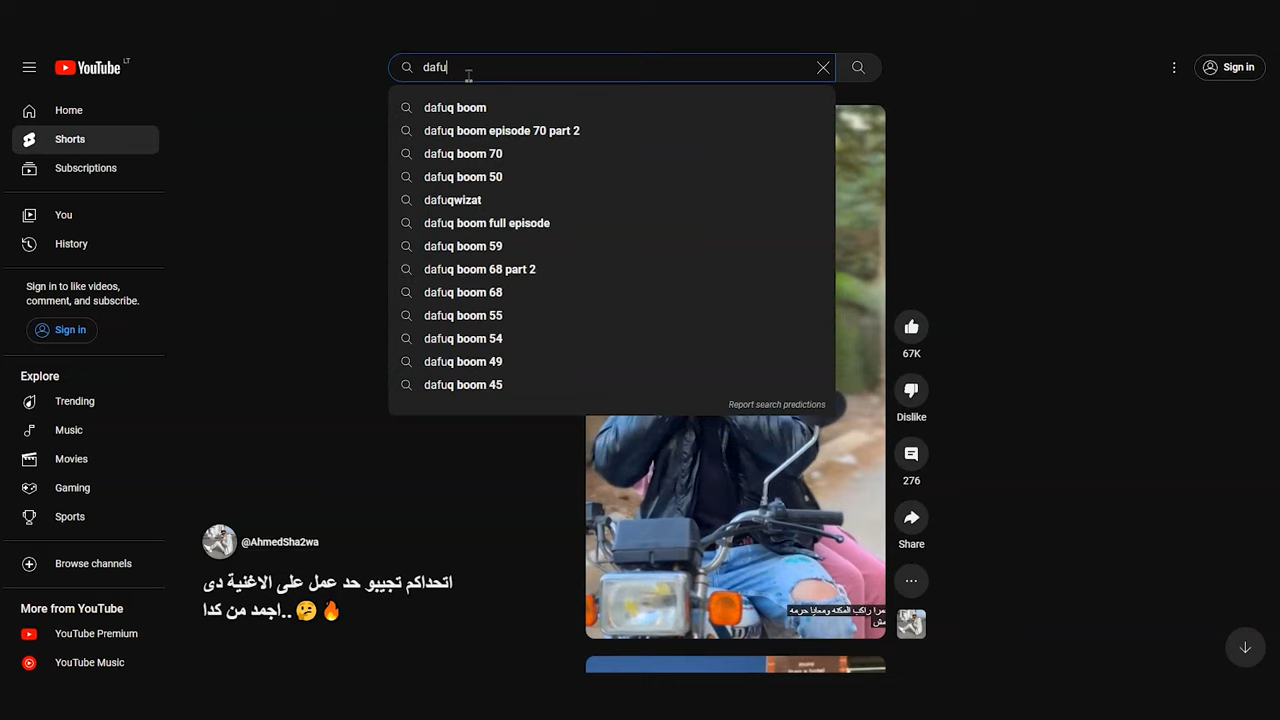 YouTube LT
dafu
Sign in
Home
Shorts
Subscriptions
You
History
Sign in to like videos,
comment, and subscribe.
Sign in
Explore
Trending
Music
Movies
Gaming
Sports
Browse channels
More from YouTube
YouTube Premium
YouTube Music
dafuq boom
dafuq boom episode 70 part 2
dafuq boom 70
dafuq boom 50
dafuqwizat
dafuq boom full episode
dafuq boom 59
dafuq boom 68 part 2
dafuq boom 68
dafuq boom 55
dafuq boom 54
dafuq boom 49
dafuq boom 45
Report search predictions
@AhmedSha2wa
اتحداكم تجيبو حد عمل على الاغنية دى
اجمد من كدا.. 🤔🔥
67K
Dislike
276
Share